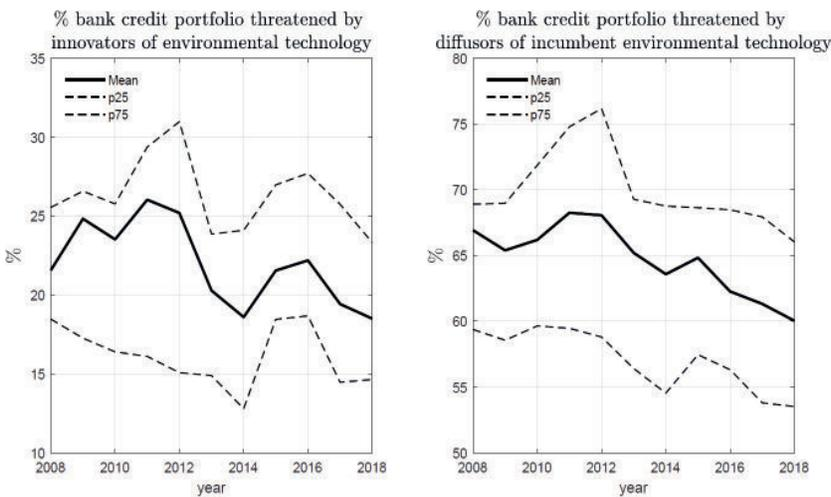 % bank credit portfolio threatened by
innovators of environmental technology
35
30
25
20
15
10
%
Mean
p25
p75
2008 2010 2012 2014 2016 2018
year
% bank credit portfolio threatened by
diffusors of incumbent environmental technology
80
75
70
65
60
55
50
%
Mean
p25
p75
2008 2010 2012 2014 2016 2018
year